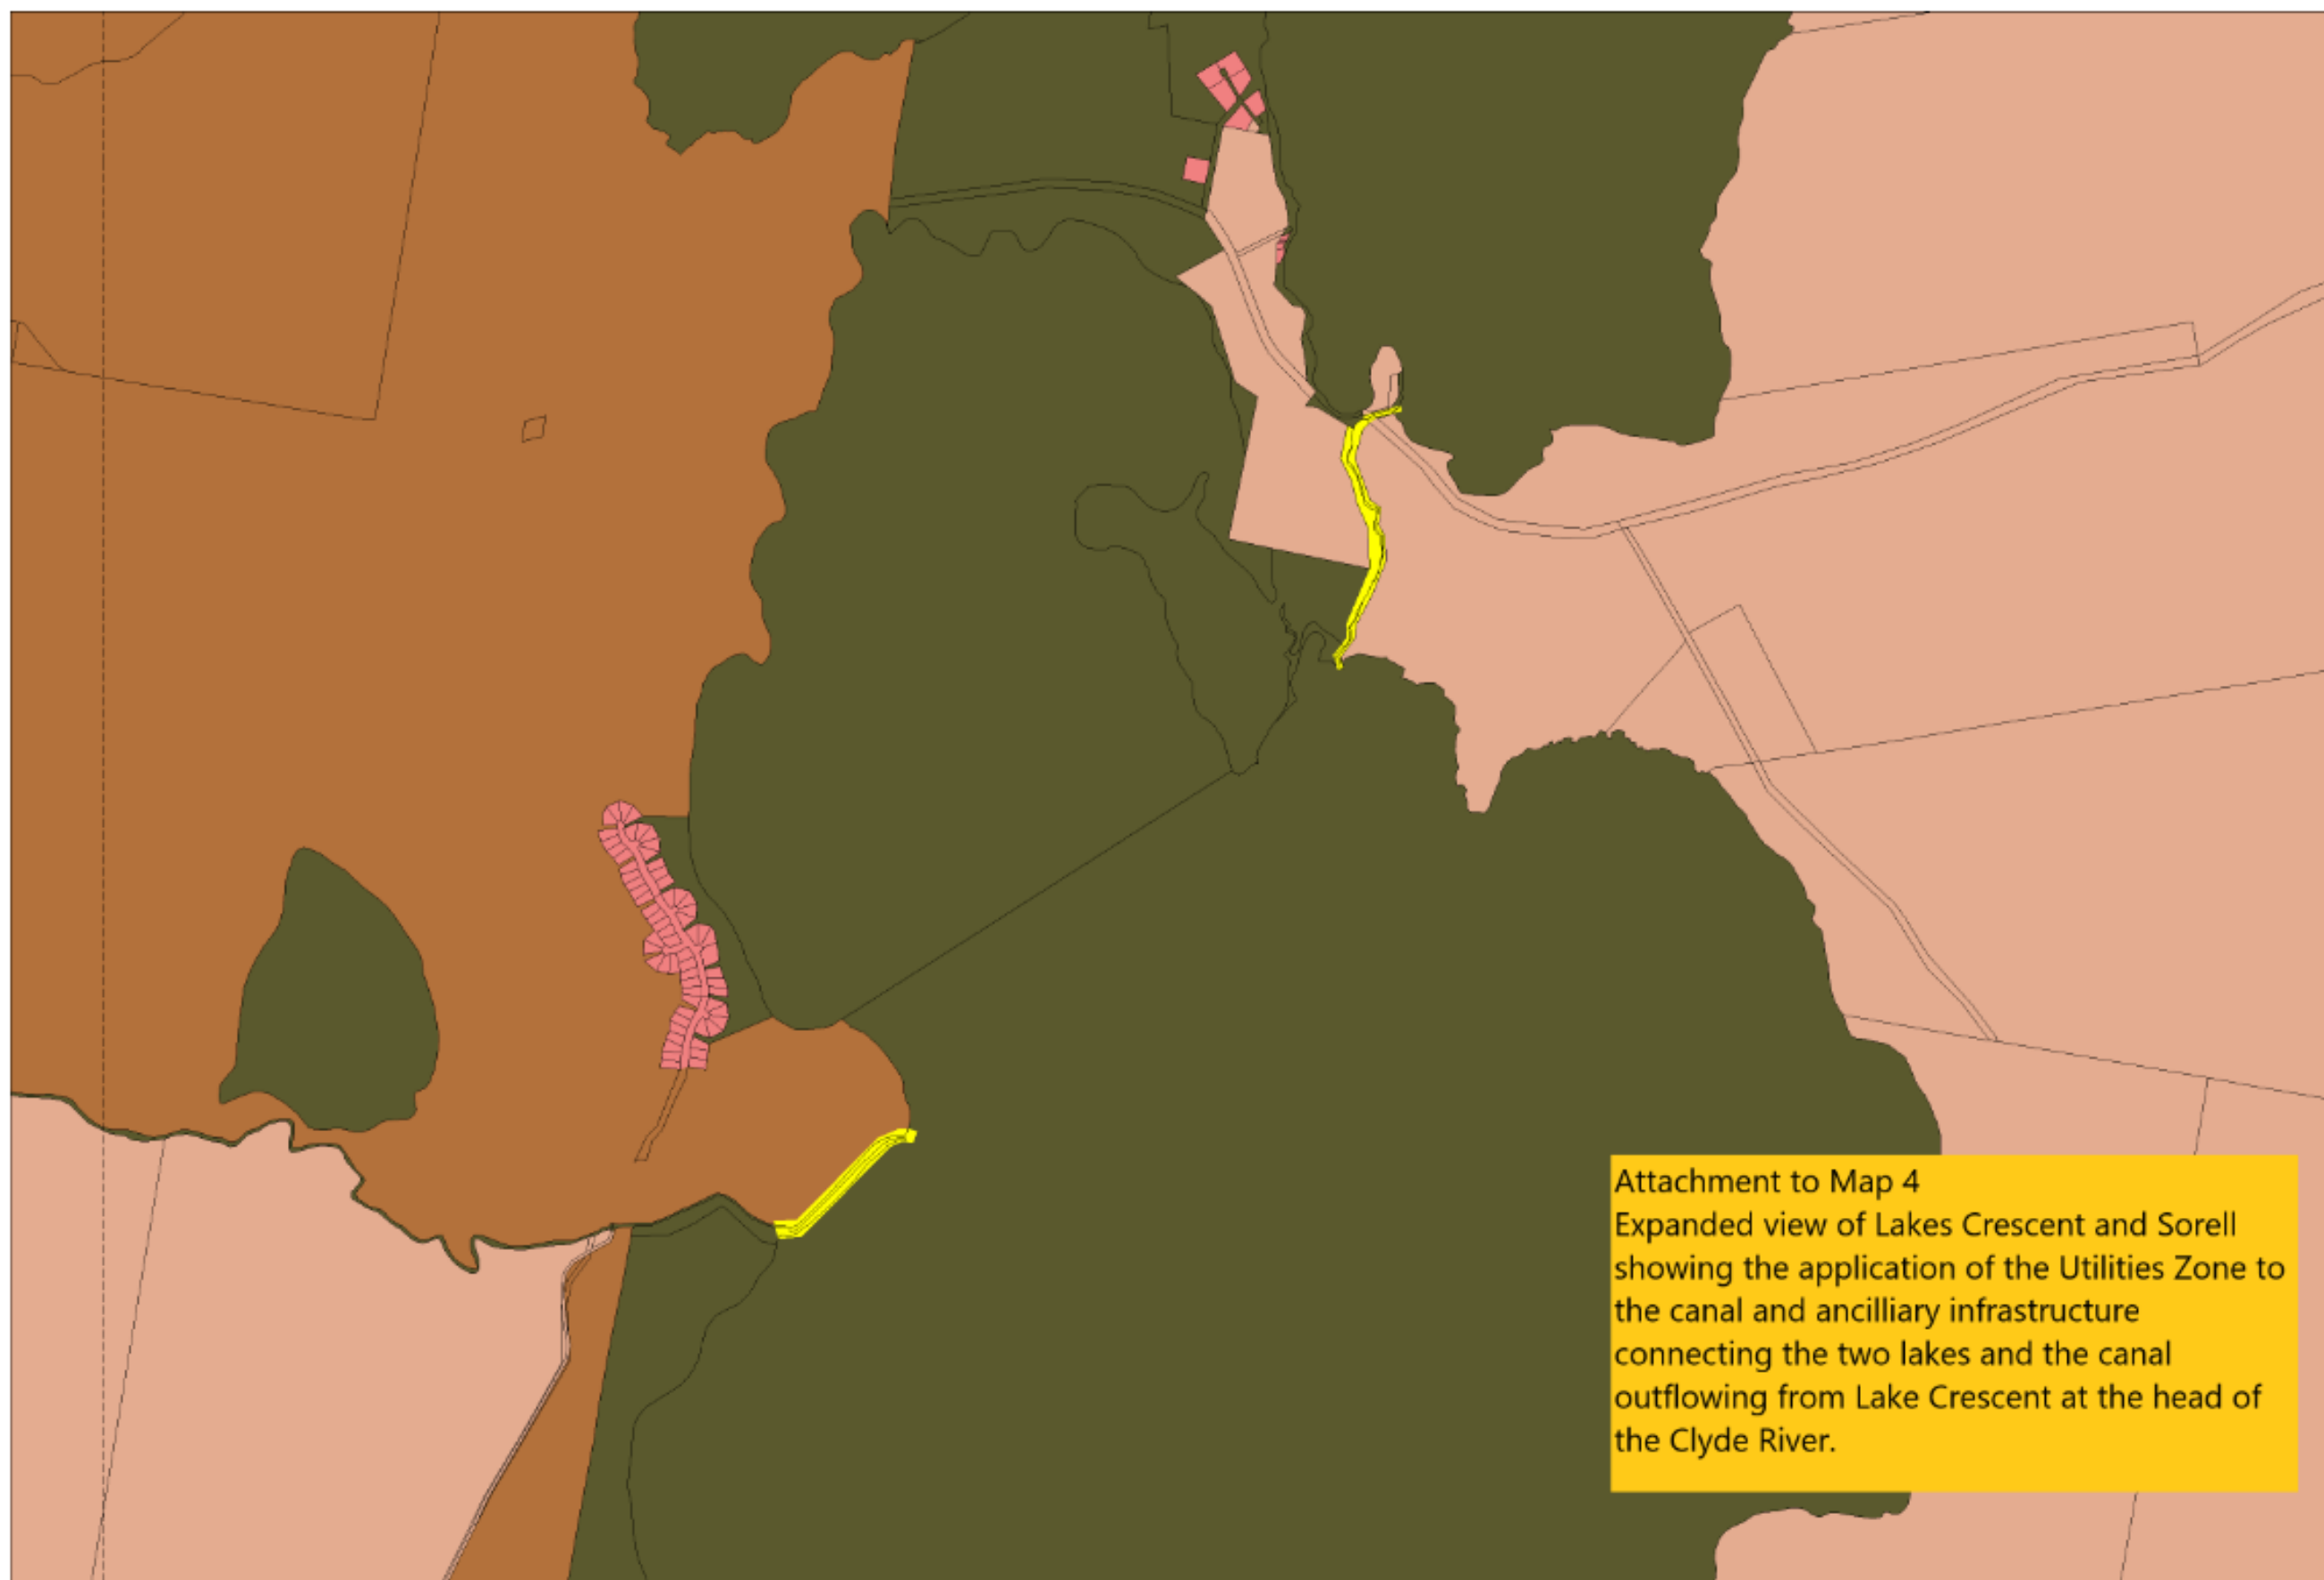 Attachment to Map 4
Expanded view of Lakes Crescent and Sorell
showing the application of the Utilities Zone to
the canal and ancilliary infrastructure
connecting the two lakes and the canal
outflowing from Lake Crescent at the head of
the Clyde River.